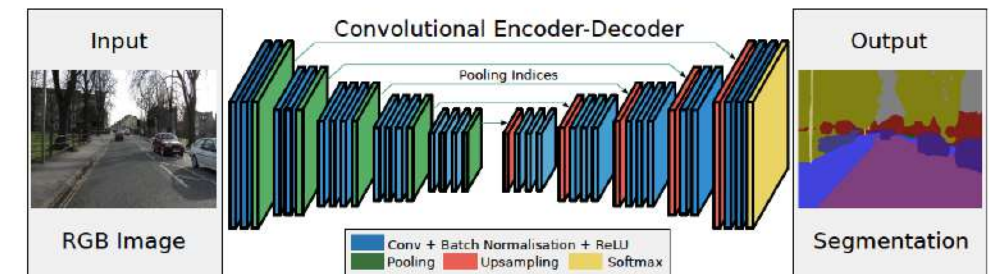 Input
Convolutional Encoder-Decoder
Output
Pooling Indices
RGB Image
Conv + Batch Normalisation + ReLU
Pooling Upsampling Softmax
Segmentation